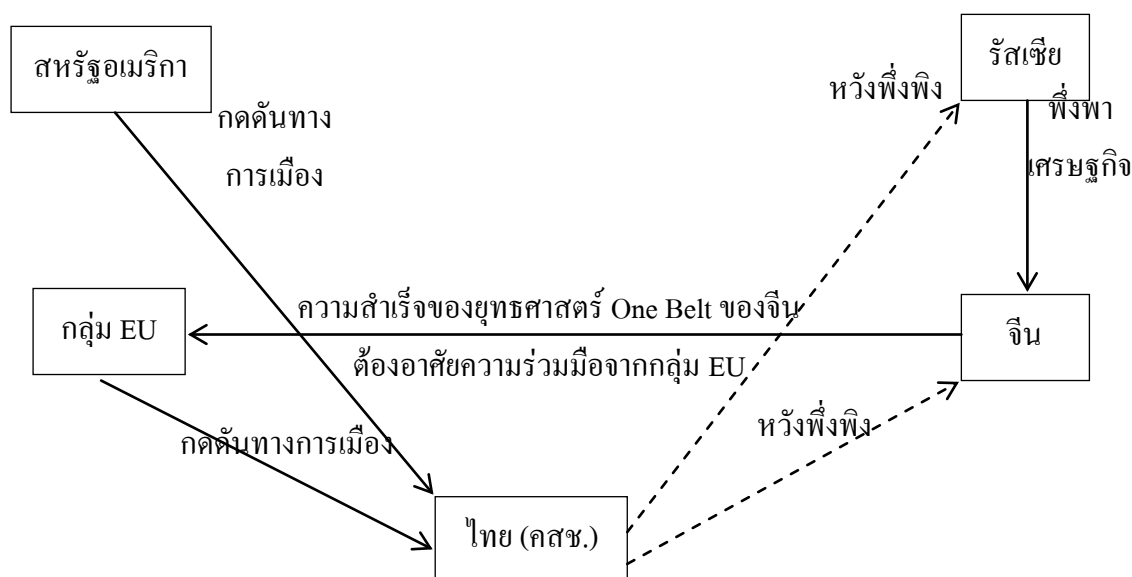 สหรัฐอเมริกา
รัสเซีย
หวังพึ่งพิง
กดดันทาง
การเมือง
พึ่งพา
เศรษฐกิจ
ความสำเร็จของยุทธศาสตร์ One Belt ของจีน
กลุ่ม EU
จีน
ต้องอาศัยความร่วมมือจากกลุ่ม EU
กดดันทางการเมือง
หวังพึ่งพิง
ไทย (คสช.)